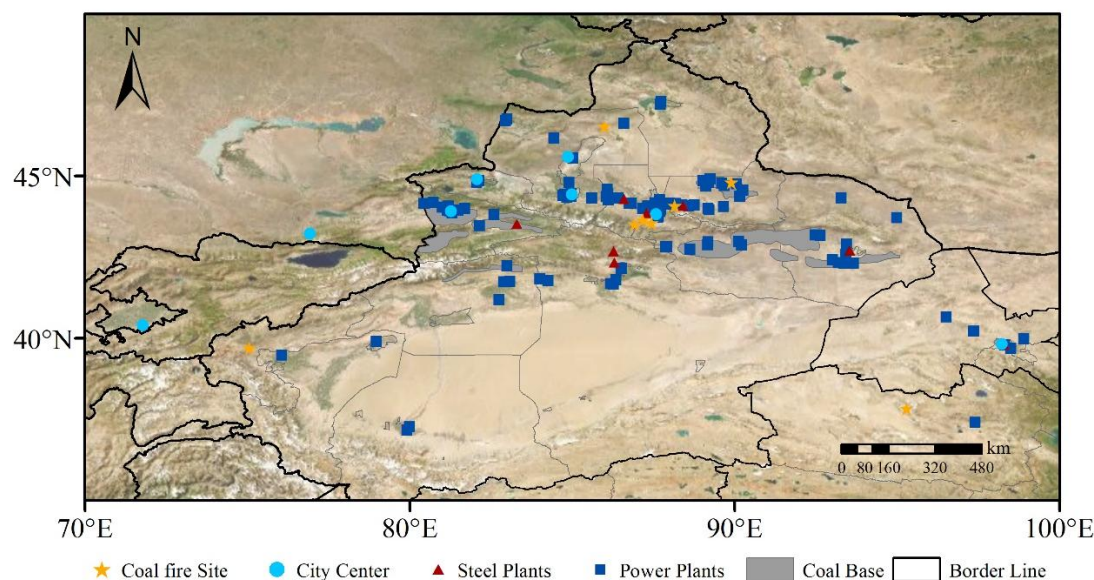 N
45°N
40°N
km
0 80 160 320 480
70°E 80°E 90°E 100°E
Coal fire Site City Center Steel Plants Power Plants Coal Base Border Line